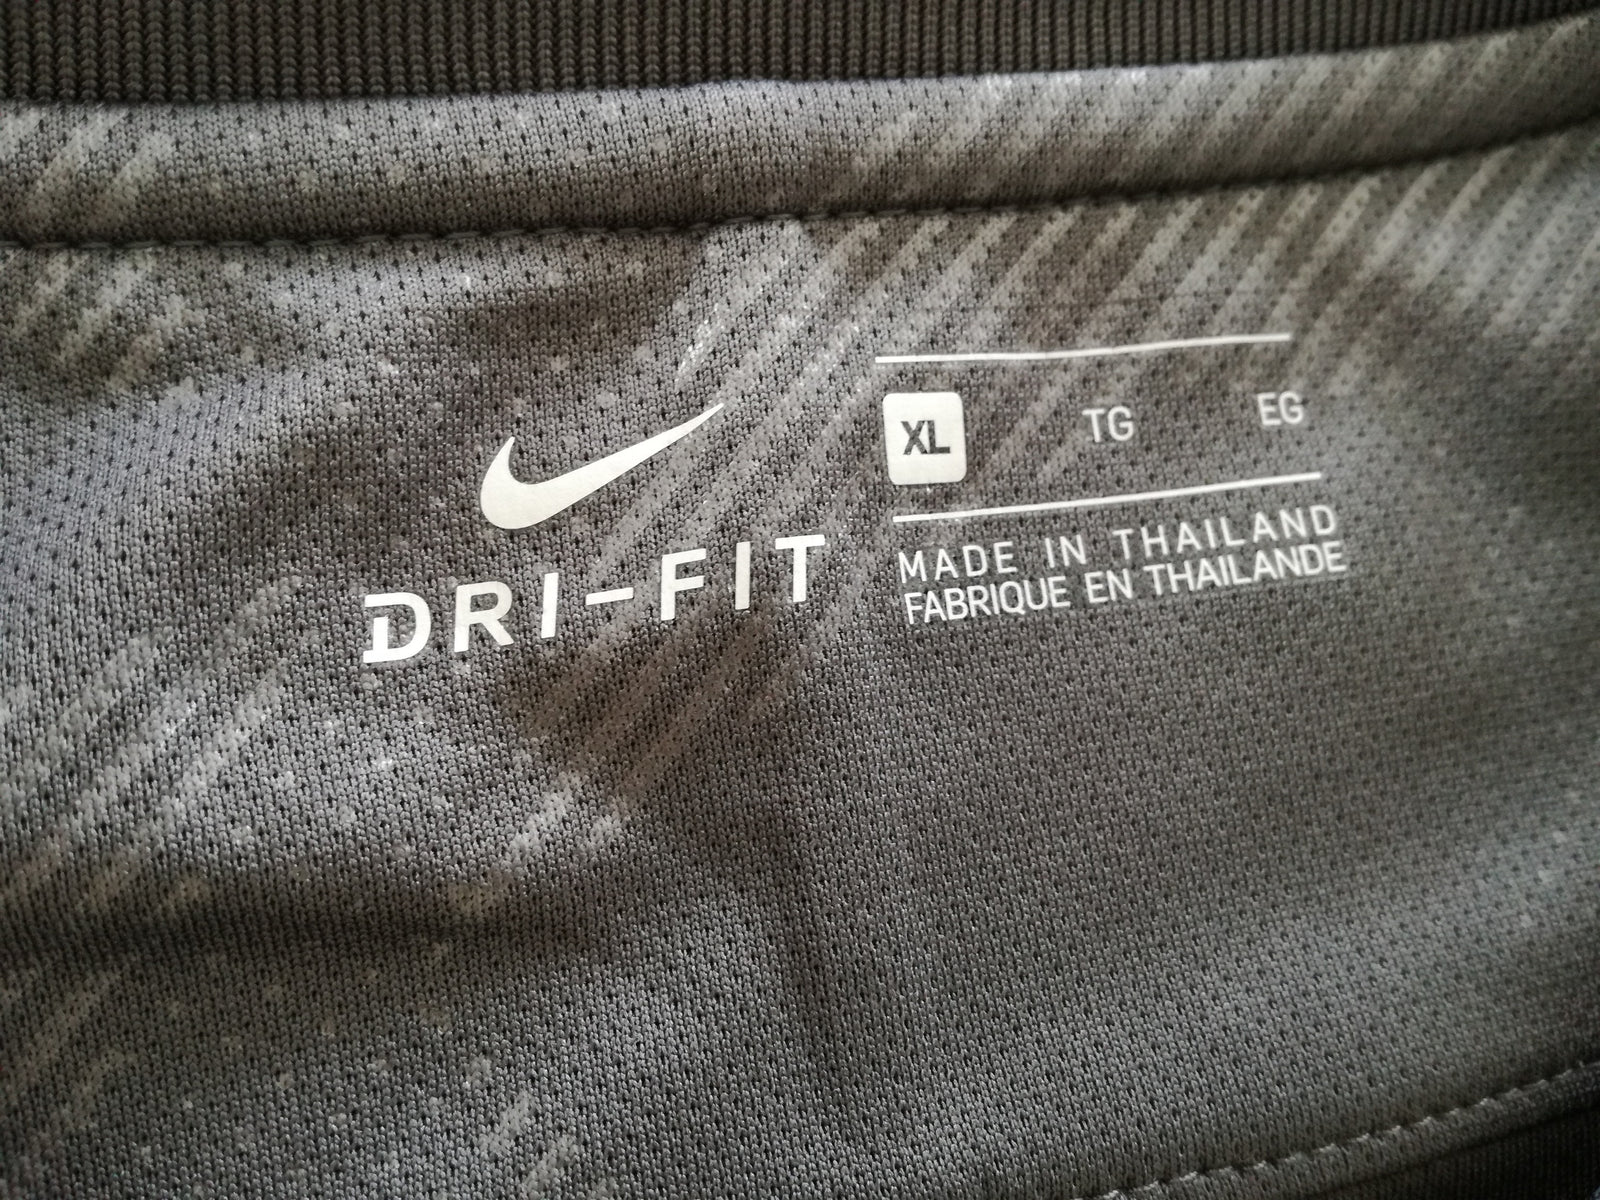 DRI-FIT
XL TG EG
MADE IN THAILAND
FABRIQUE EN THAILANDE